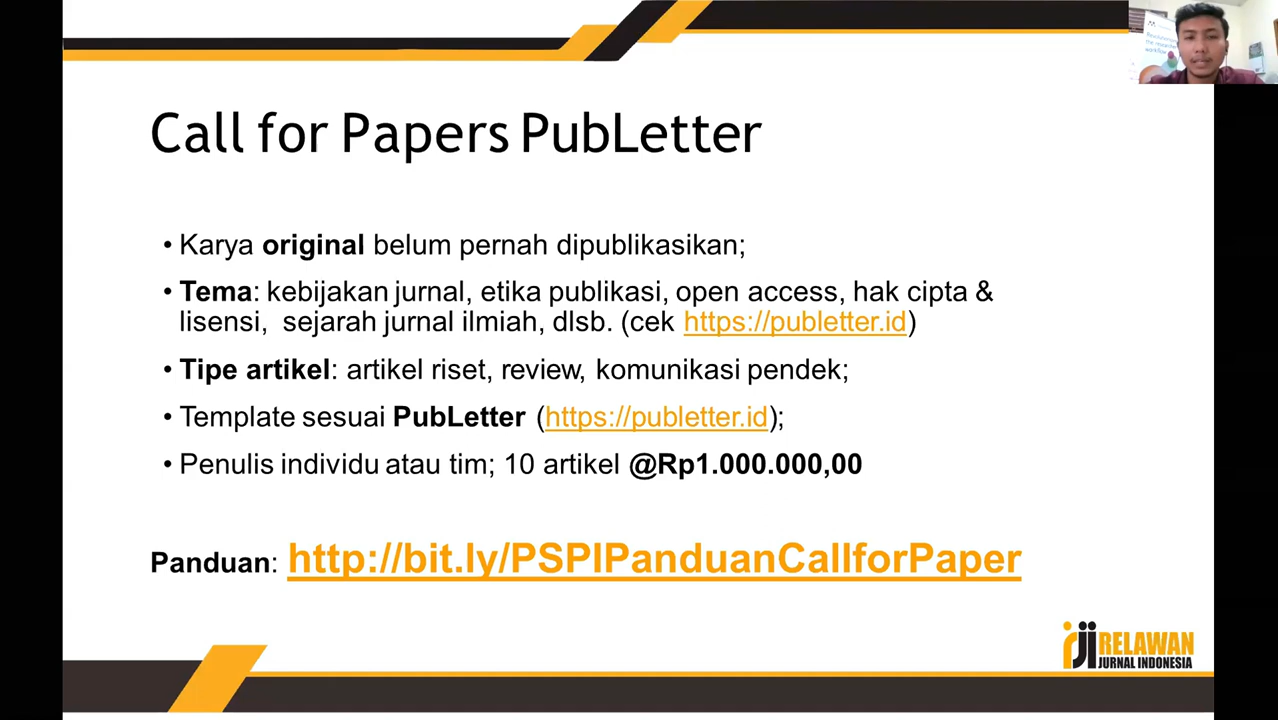 Call for Papers PubLetter
• Karya original belum pernah dipublikasikan;
• Tema: kebijakan jurnal, etika publikasi, open access, hak cipta &
lisensi, sejarah jurnal ilmiah, dlsb. (cek https://publetter.id)
• Tipe artikel: artikel riset, review, komunikasi pendek;
• Template sesuai PubLetter (https://publetter.id);
• Penulis individu atau tim; 10 artikel @Rp1.000.000,00
Panduan: http://bit.ly/PSPIPanduanCallforPaper
rji RELAWAN
JURNAL INDONESIA